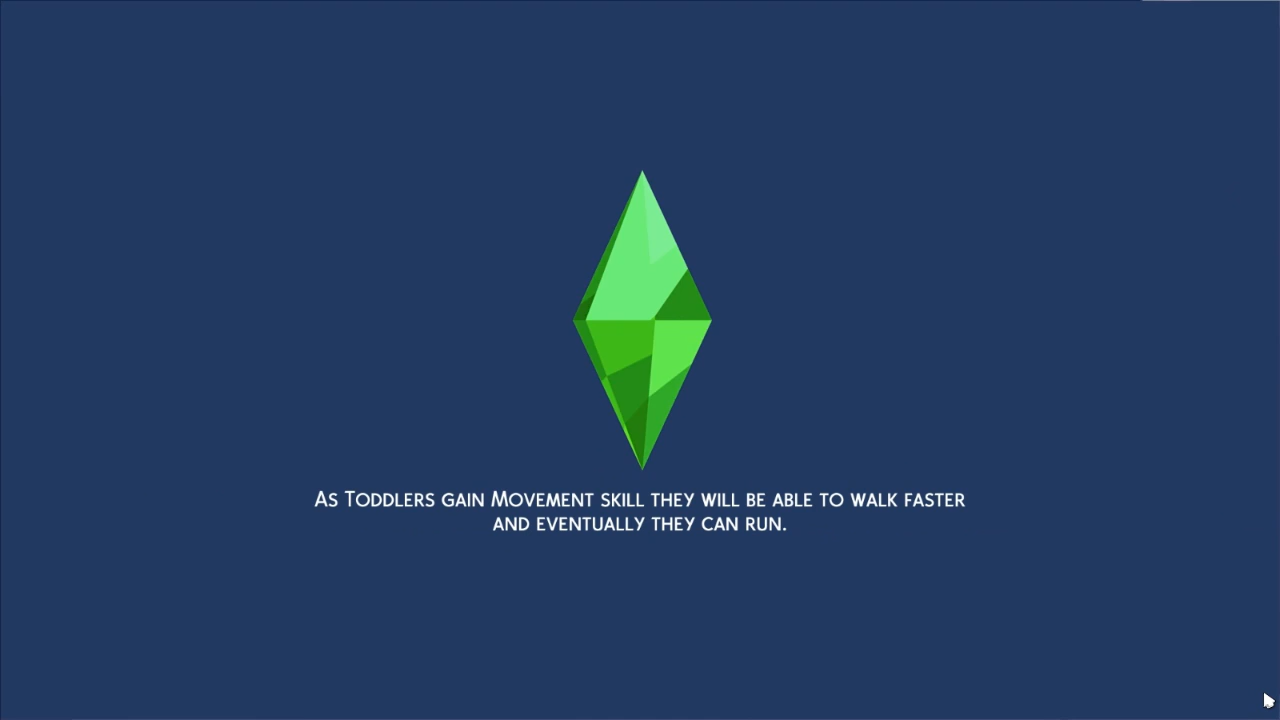 As Toddlers gain Movement skill they will be able to walk faster
and eventually they can run.